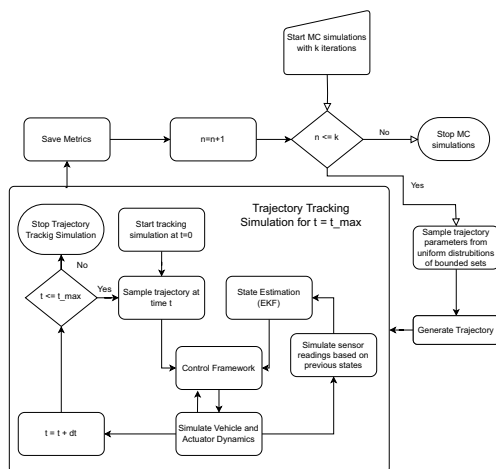 Start MC simulations
with k iterations
Save Metrics
n=n+1
n <= k
No
Stop MC
simulations
Yes
Trajectory Tracking
Simulation for t = t_max
Stop Trajectory
Trackig Simulation
Start tracking
simulation at t=0
Sample trajectory
parameters from
uniform distrubitions
of bounded sets
No
t <= t_max
Yes
Sample trajectory at
time t
State Estimation
(EKF)
Generate Trajectory
Simulate sensor
readings based on
previous states
Control Framework
t = t + dt
Simulate Vehicle and
Actuator Dynamics